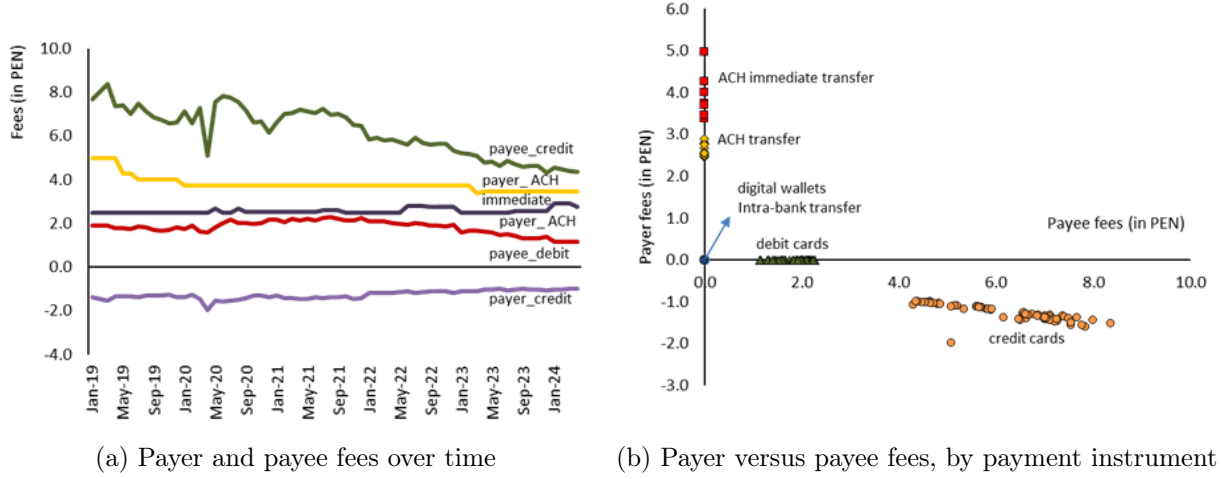 Fees (in PEN)
10.0
8.0
6.0
4.0
2.0
0.0
-2.0
-4.0
payee_credit
payer_ ACH
immediate
payer_ ACH
payee_debit
payer_credit
Jan-19
May-19
Sep-19
Jan-20
May-20
Sep-20
Jan-21
May-21
Sep-21
Jan-22
May-22
Sep-22
Jan-23
May-23
Sep-23
Jan-24
(a) Payer and payee fees over time
Payer fees (in PEN)
6.0
5.0
4.0
3.0
2.0
1.0
0.0
-1.0
-2.0
-3.0
ACH immediate transfer
ACH transfer
digital wallets
Intra-bank transfer
Payee fees (in PEN)
debit cards
0.0 2.0 4.0 6.0 8.0 10.0
credit cards
(b) Payer versus payee fees, by payment instrument